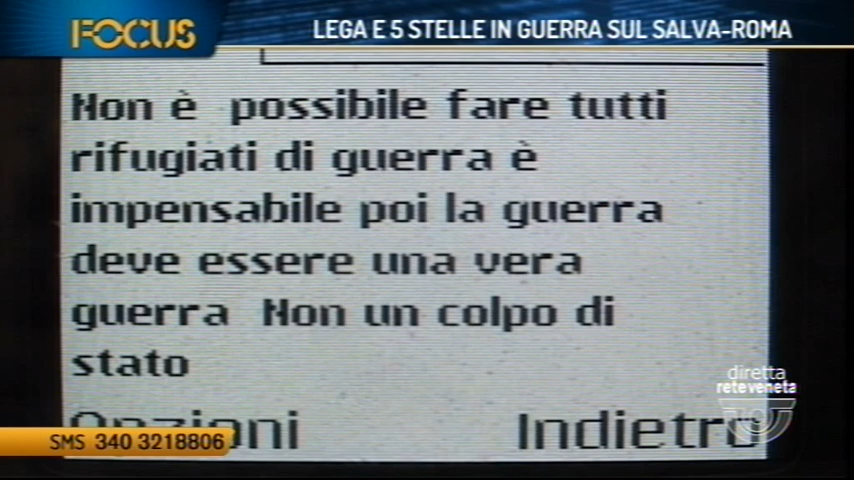 FOCUS
LEGA E 5 STELLE IN GUERRA SUL SALVA-ROMA
Non è possibile fare tutti
rifugiati di guerra è
impensabile poi la guerra
deve essere una vera
guerra Non un colpo di
stato
diretta
reteveneta
Opzioni Indietro
SMS 340 3218806